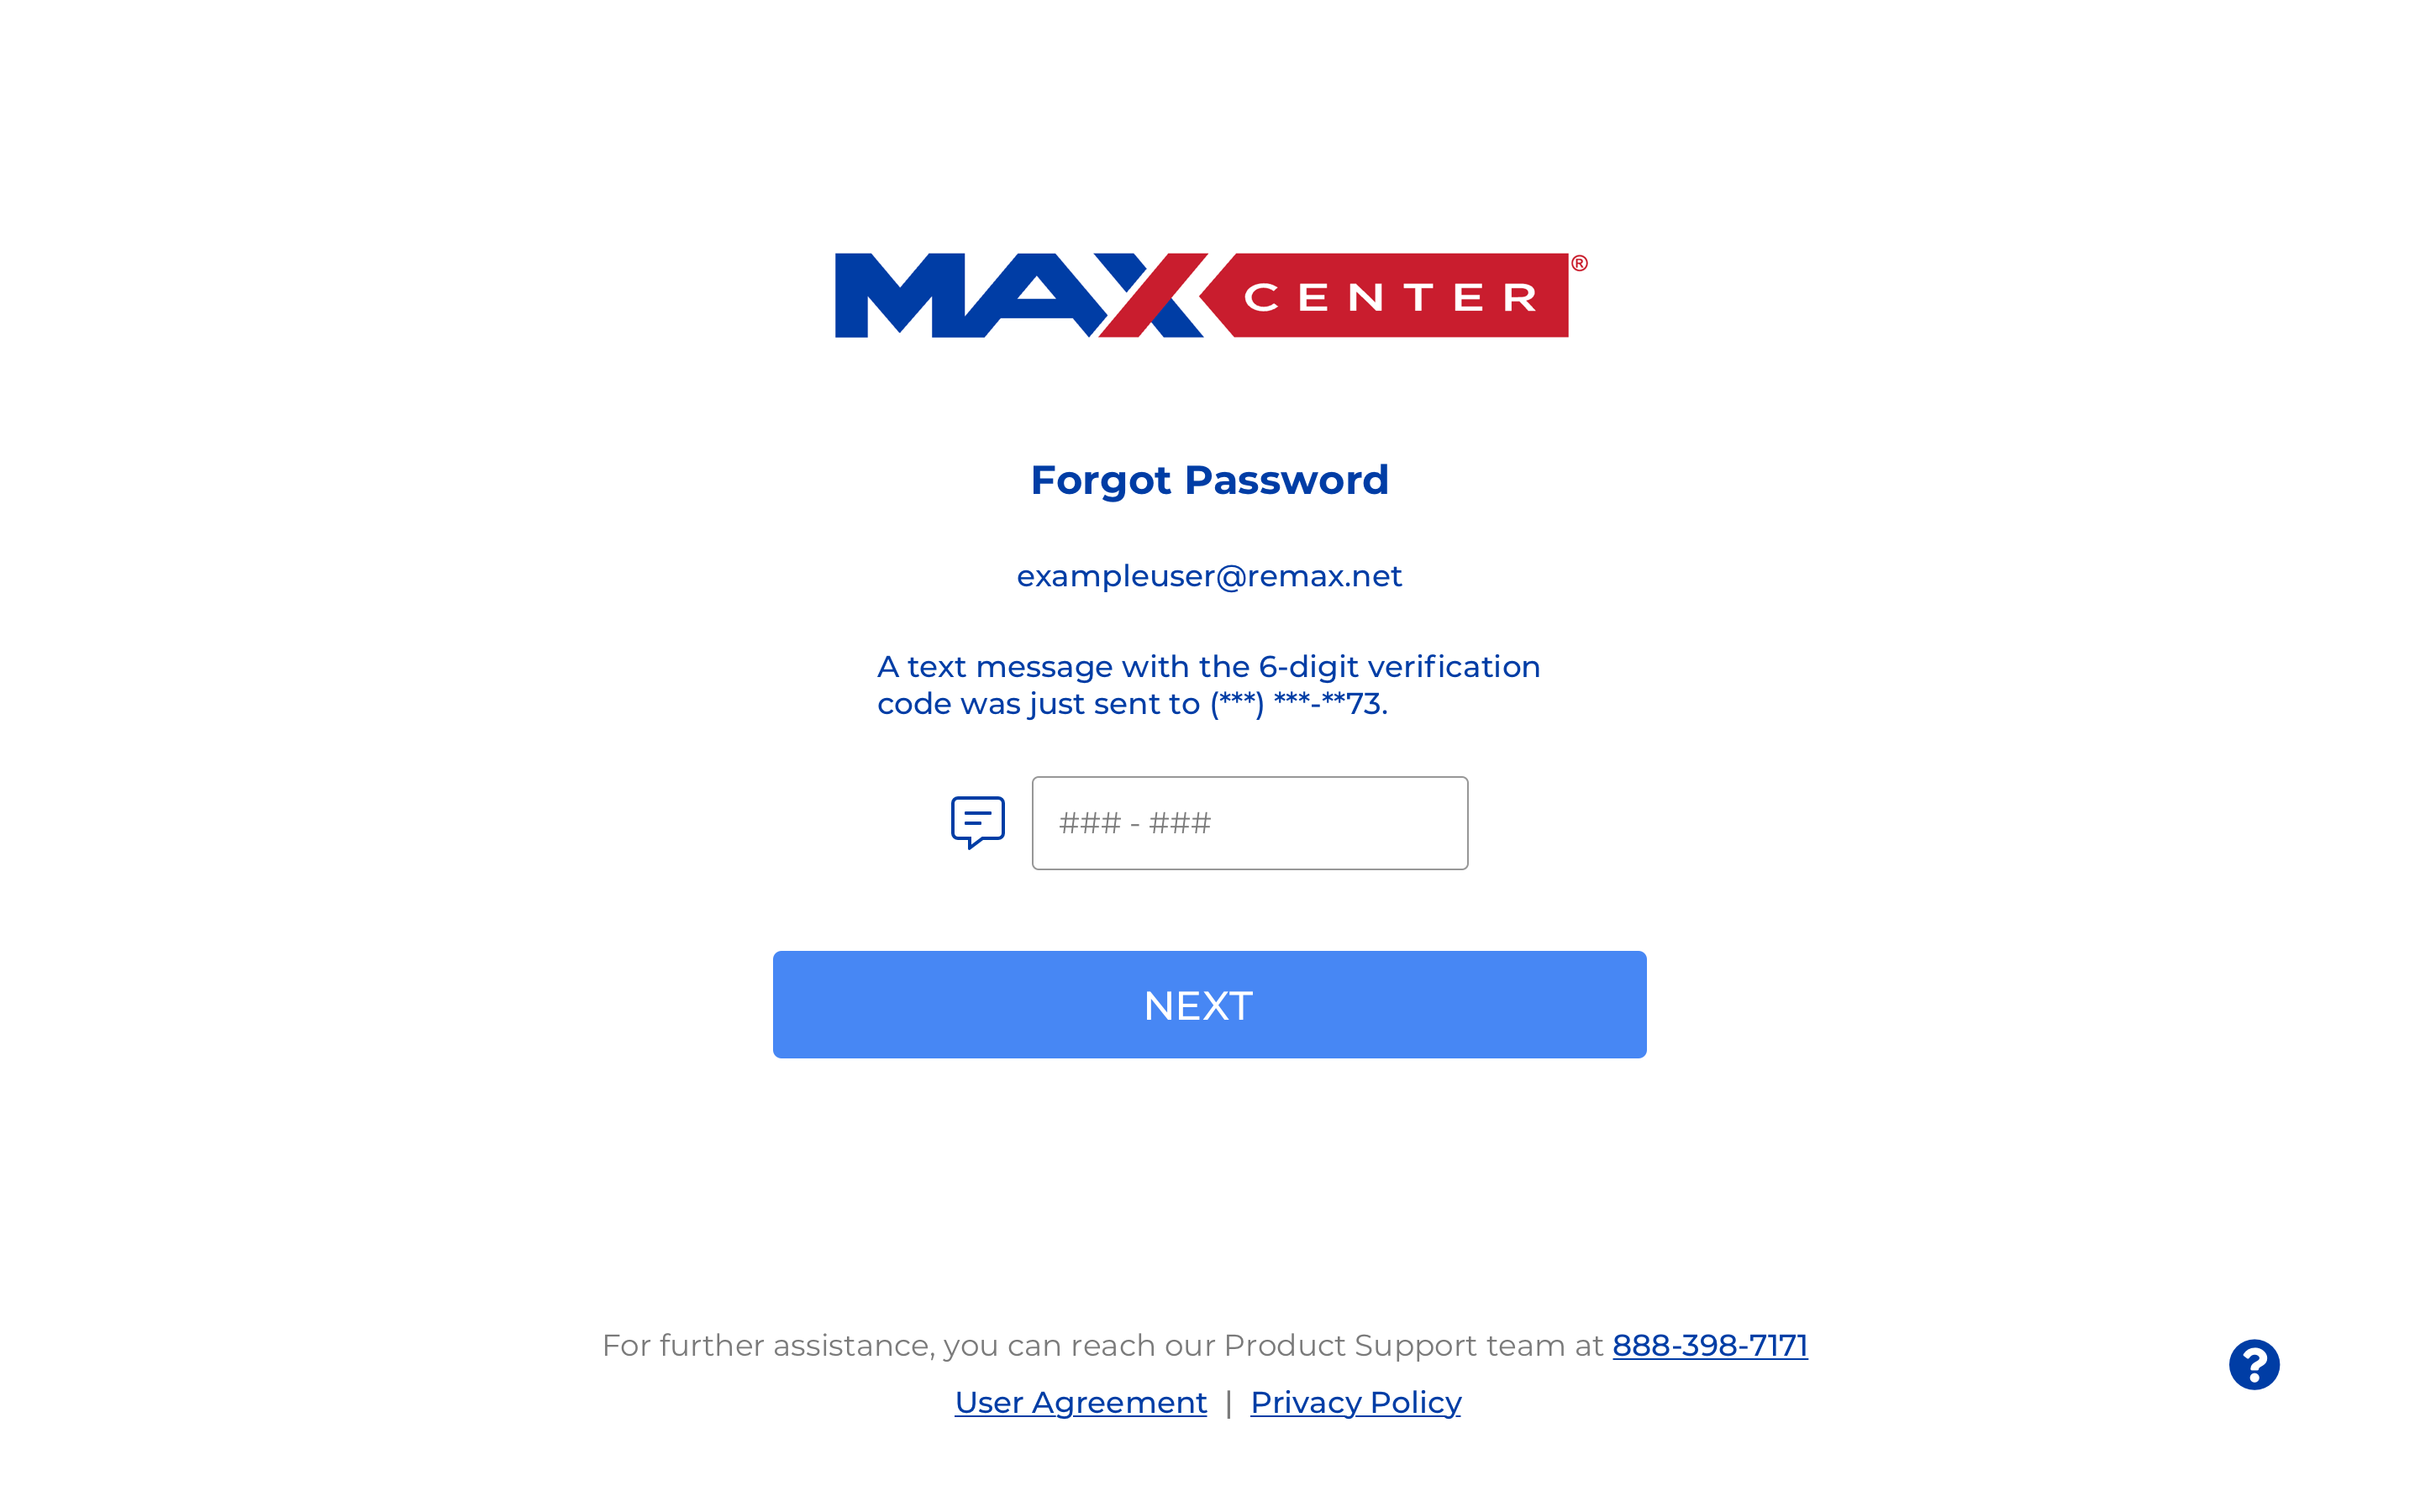 MAX CENTER®
Forgot Password
exampleuser@remax.net
A text message with the 6-digit verification
code was just sent to (***) ***-**73.
### - ###
NEXT
For further assistance, you can reach our Product Support team at 888-398-7171
User Agreement | Privacy Policy
?